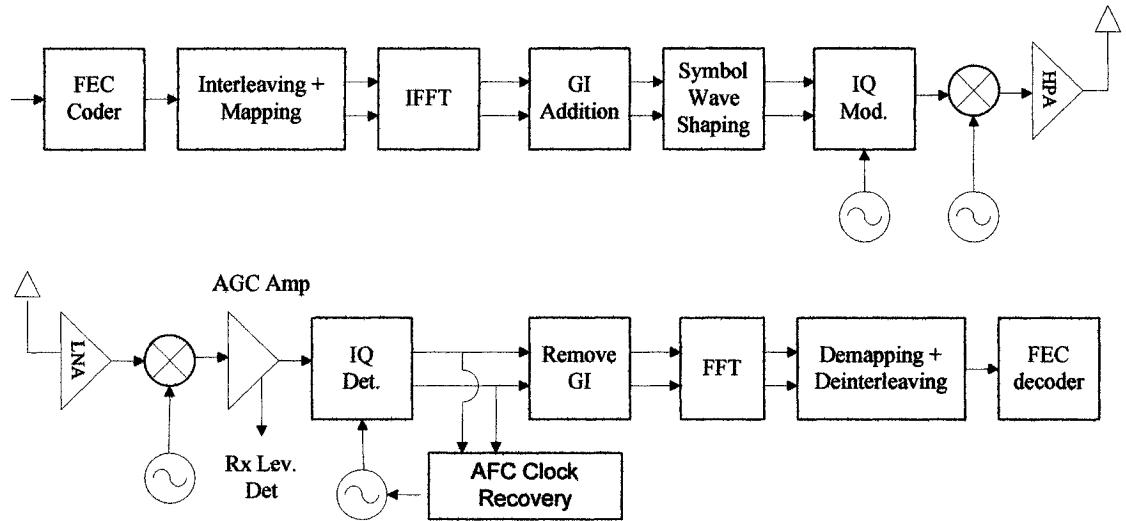 FEC
Coder
Interleaving +
Mapping
IFFT
GI
Addition
Symbol
Wave
Shaping
IQ
Mod.
HPA
AGC Amp
LNA
IQ
Det.
Remove
GI
FFT
Demapping +
Deinterleaving
FEC
decoder
Rx Lev.
Det
AFC Clock
Recovery